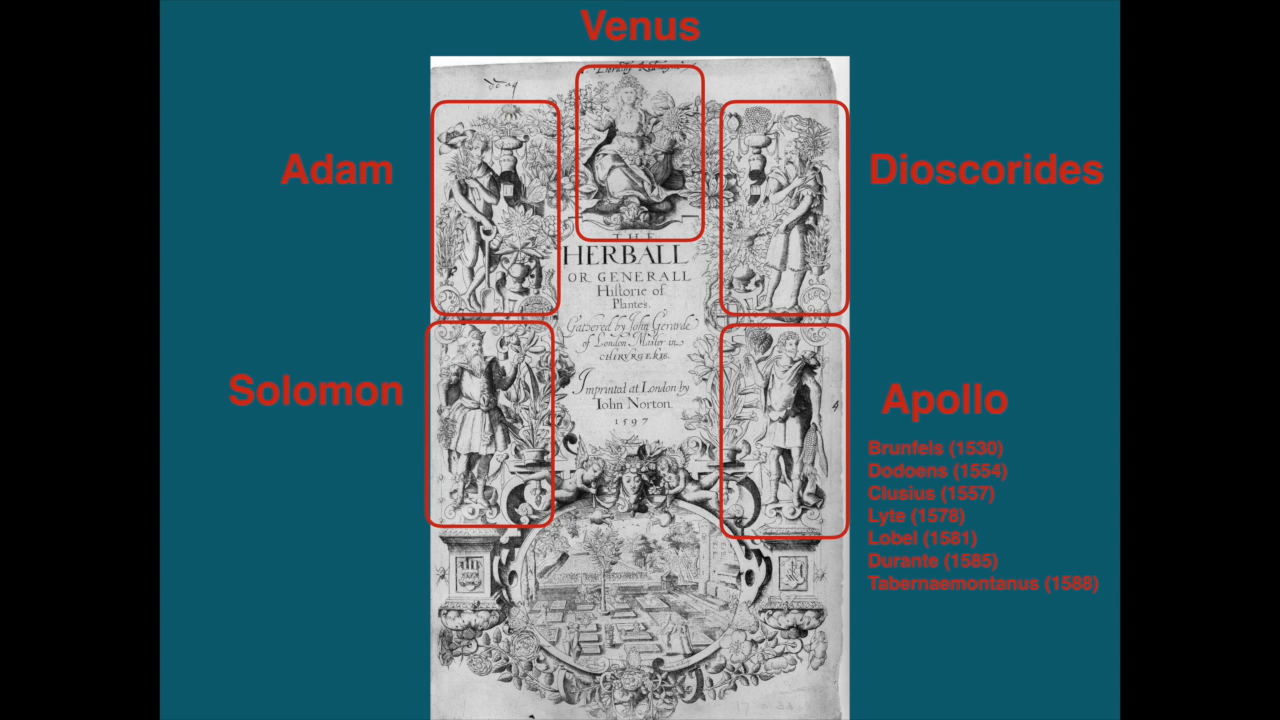 Venus
Adam
Dioscorides
THE
HERBALL
OR GENERALL
Historie of
Plantes.
Gathered by John Gerarde
of London Master in
CHIRVRGERIE.
Imprinted at London by
Iohn Norton.
1597
Solomon
Apollo
Brunfels (1530)
Dodoens (1554)
Clusius (1557)
Lyte (1578)
Lobel (1581)
Durante (1585)
Tabernaemontanus (1588)